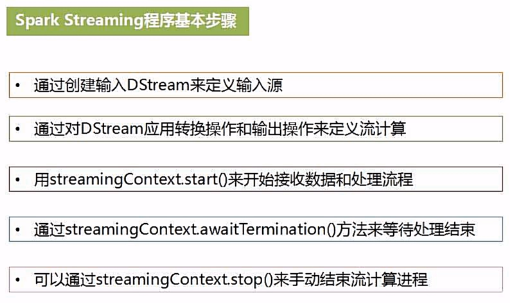 Spark Streaming程序基本步骤
• 通过创建输入DStream来定义输入源
• 通过对DStream应用转换操作和输出操作来定义流计算
• 用streamingContext.start()来开始接收数据和处理流程
• 通过streamingContext.awaitTermination()方法来等待处理结束
• 可以通过streamingContext.stop()来手动结束流计算进程